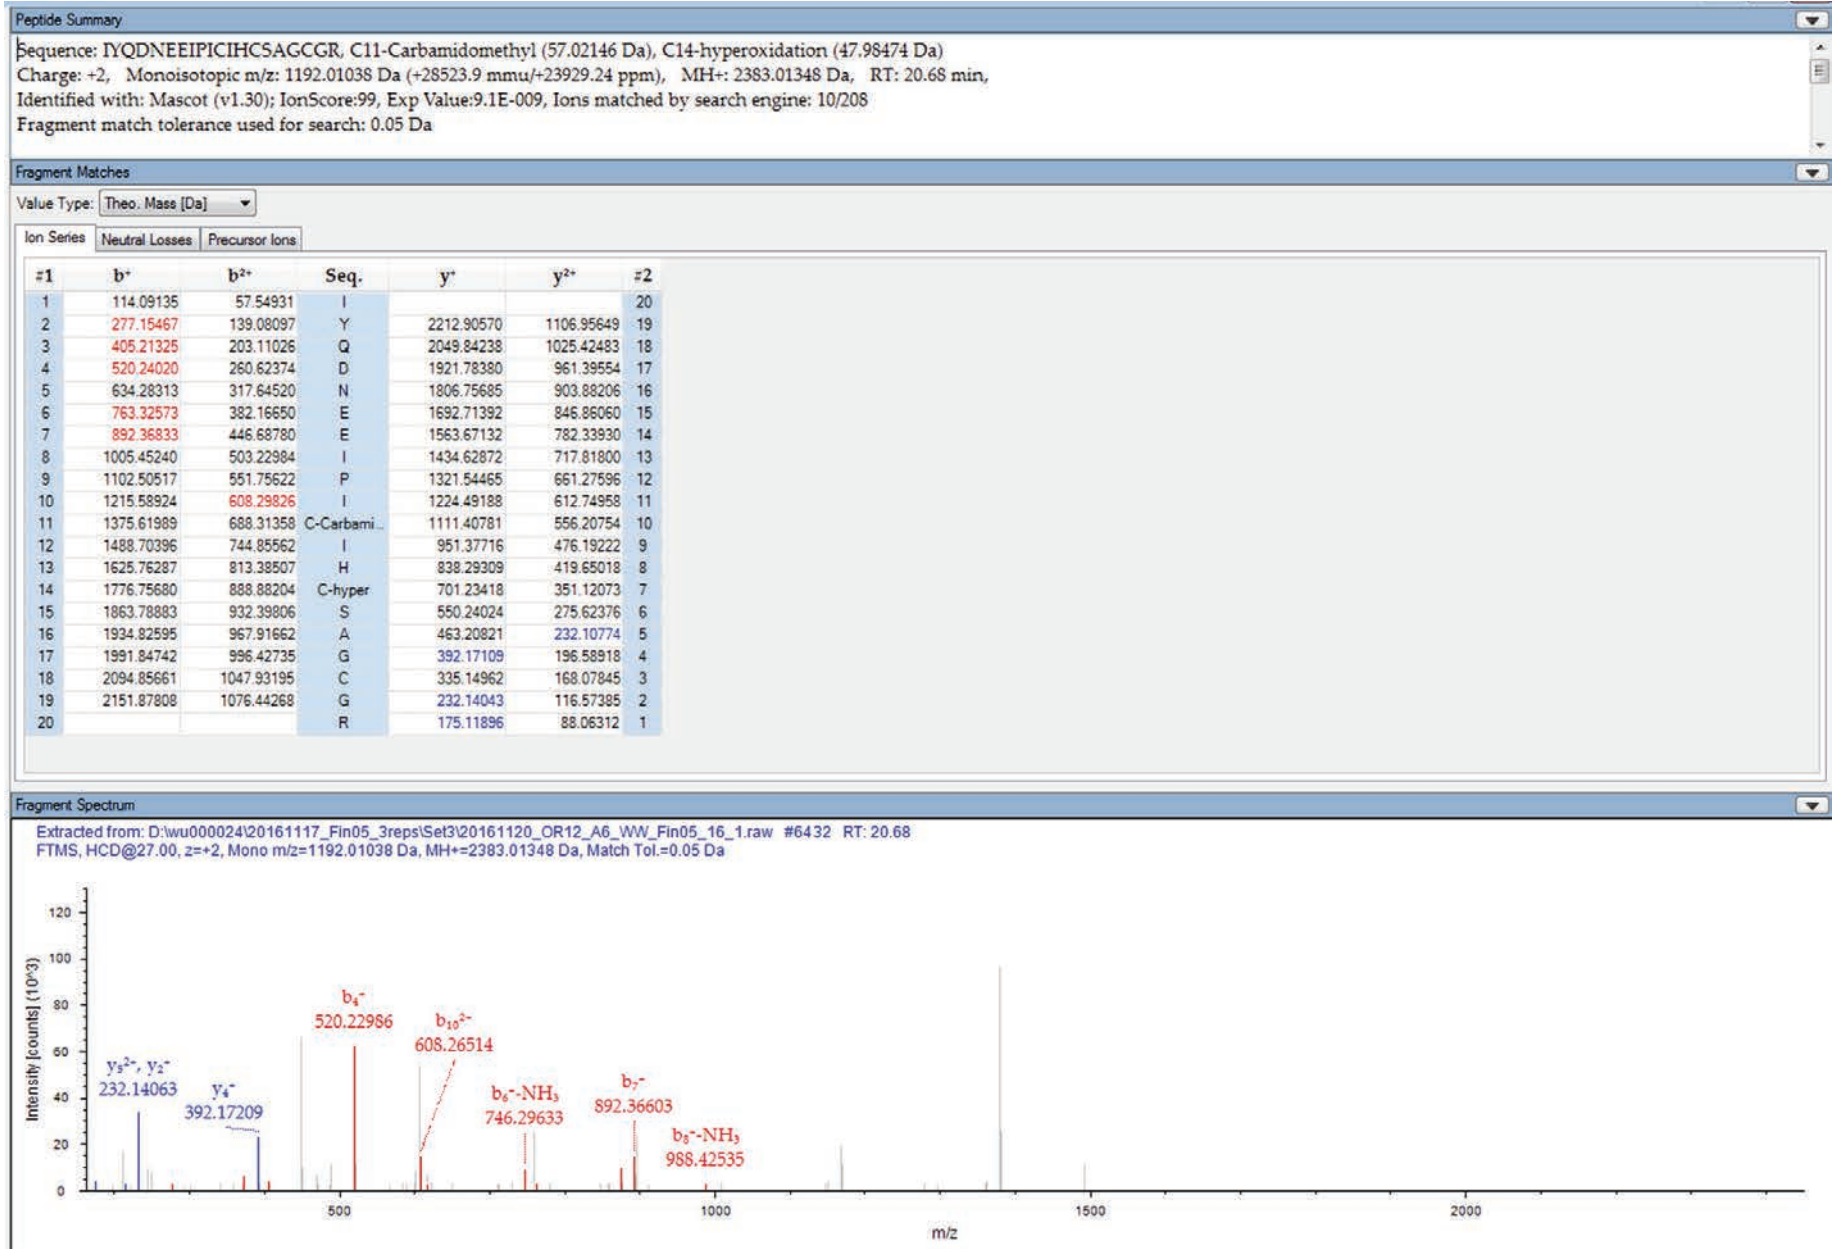 Peptide Summary
Sequence: IYQDNEEIPICIHCSAGCGR, C11-Carbamidomethyl (57.02146 Da), C14-hyperoxidation (47.98474 Da)
Charge: +2, Monoisotopic m/z: 1192.01038 Da (+28523.9 mmu/+23929.24 ppm), MH+: 2383.01348 Da, RT: 20.68 min,
Identified with: Mascot (v1.30); IonScore:99, Exp Value:9.1E-009, Ions matched by search engine: 10/208
Fragment match tolerance used for search: 0.05 Da
Fragment Matches
Value Type: Theo. Mass [Da]
Ion Series Neutral Losses Precursor Ions
#1 b⁺ b²⁺ Seq. y⁺ y²⁺ #2
1 114.09135 57.54931 I 20
2 277.15467 139.08097 Y 2212.90570 1106.95649 19
3 405.21325 203.11026 Q 2049.84238 1025.42483 18
4 520.24020 260.62374 D 1921.78380 961.39554 17
5 634.28313 317.64520 N 1806.75685 903.88206 16
6 763.32573 382.16650 E 1692.71392 846.86060 15
7 892.36833 446.68780 E 1563.67132 782.33930 14
8 1005.45240 503.22984 I 1434.62872 717.81800 13
9 1102.50517 551.75622 P 1321.54465 661.27596 12
10 1215.58924 608.29826 I 1224.49188 612.74958 11
11 1375.61989 688.31358 C-Carbami... 1111.40781 556.20754 10
12 1488.70396 744.85562 I 951.37716 476.19222 9
13 1625.76287 813.38507 H 838.29309 419.65018 8
14 1776.75680 888.88204 C-hyper 701.23418 351.12073 7
15 1863.78883 932.39806 S 550.24024 275.62376 6
16 1934.82595 967.91662 A 463.20821 232.10774 5
17 1991.84742 996.42735 G 392.17109 196.58918 4
18 2094.85661 1047.93195 C 335.14962 168.07845 3
19 2151.87808 1076.44268 G 232.14043 116.57385 2
20 R 175.11896 88.06312 1
Fragment Spectrum
Extracted from: D:\wu000024\20161117_Fin05_3reps\Set3\20161120_OR12_A6_WW_Fin05_16_1.raw #6432 RT: 20.68
FTMS, HCD@27.00, z=+2, Mono m/z=1192.01038 Da, MH+=2383.01348 Da, Match Tol.=0.05 Da
Intensity [counts] (10^3)
120
100
80
60
40
20
0
b₄⁺
520.22986
b₁₀²⁺
608.26514
y₅²⁺, y₂⁺
232.14063
y₄⁺
392.17209
b₆⁺-NH₃
746.29633
b₇⁺
892.36603
b₈⁺-NH₃
988.42535
500 1000 1500 2000
m/z